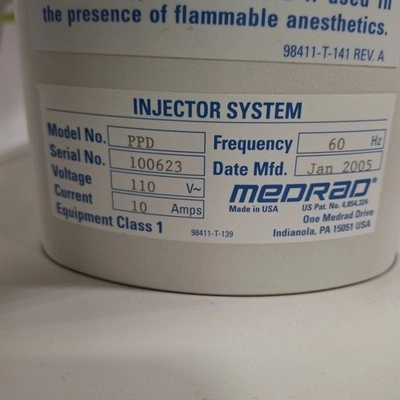 used in
the presence of flammable anesthetics.
98411-T-141 REV. A
INJECTOR SYSTEM
Model No. PPD
Serial No. 100623
Voltage 110 V~
Current 10 Amps
Equipment Class 1
98411-T-139
Frequency 60 Hz
Date Mfd. Jan 2005
MEDRAD®
Made in USA
US Pat. No. 4,854,324
One Medrad Drive
Indianola, PA 15051 USA